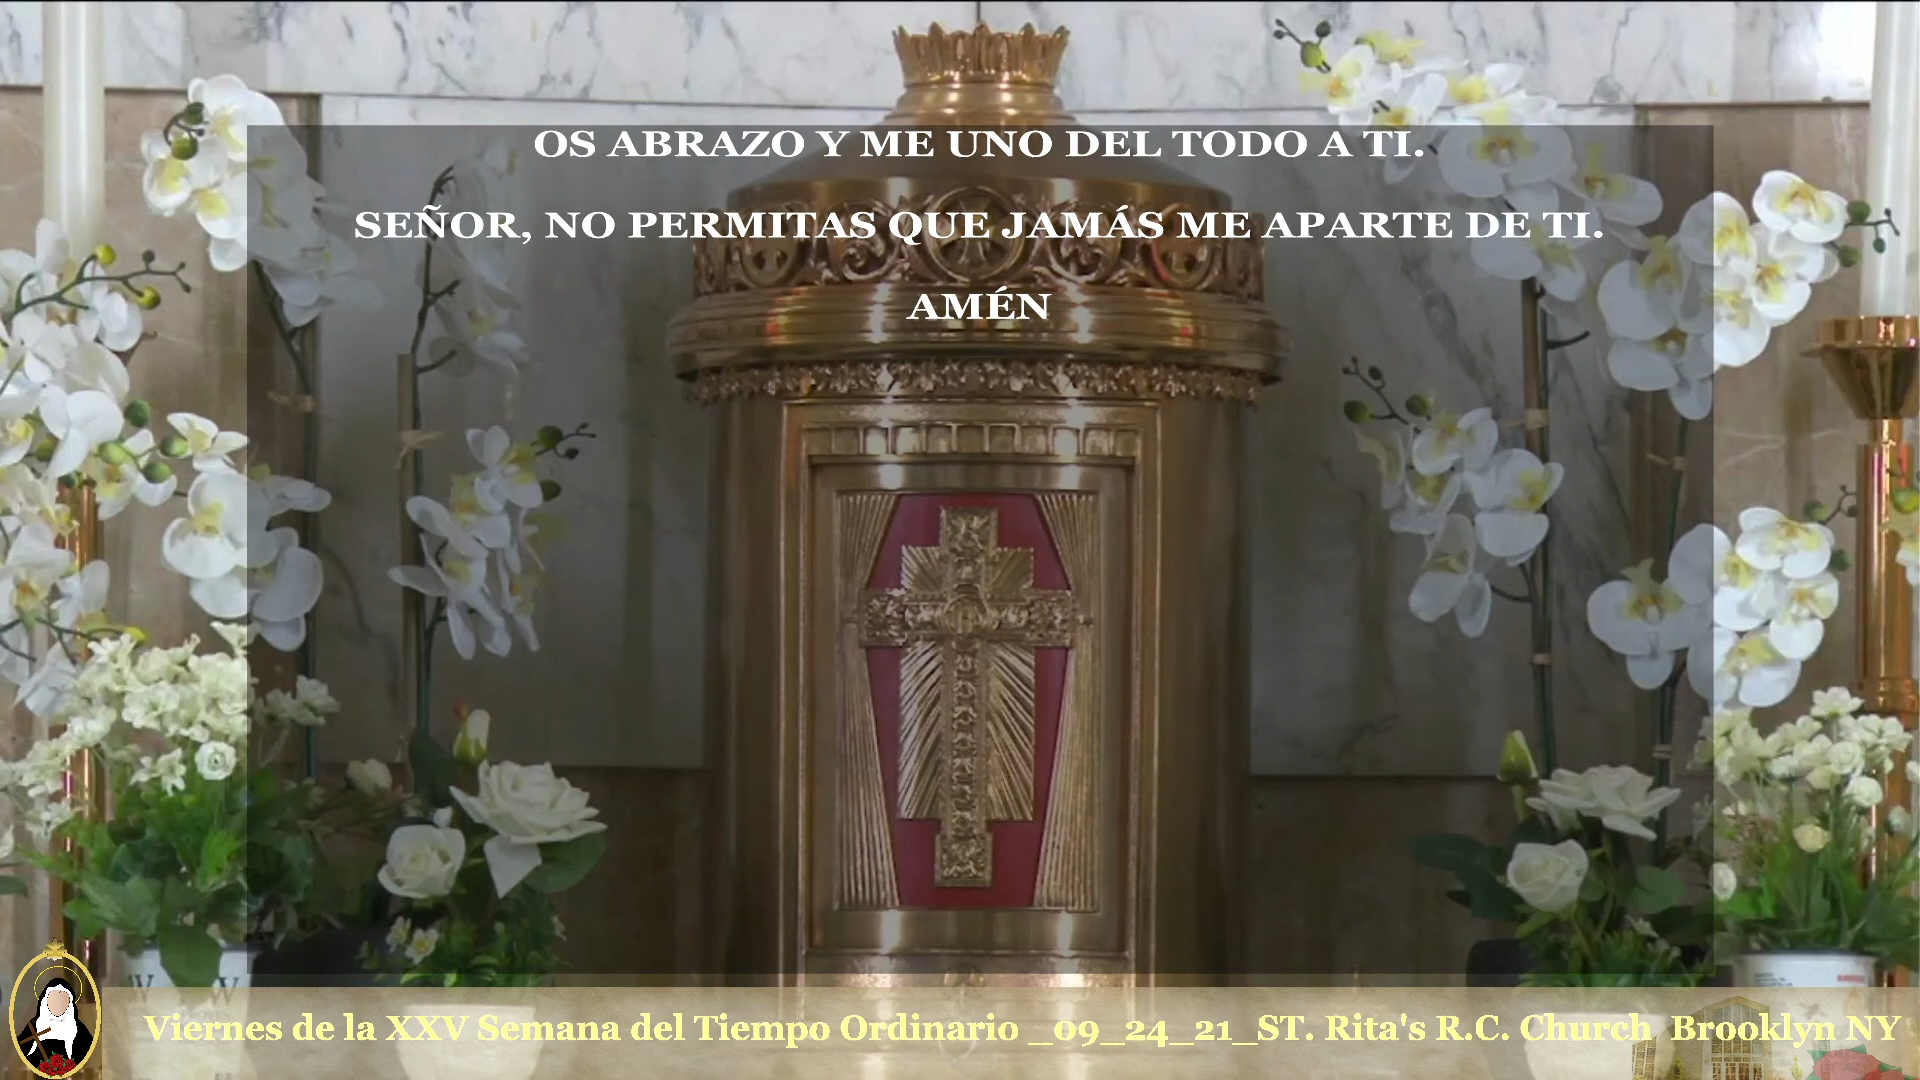 OS ABRAZO Y ME UNO DEL TODO A TI.
SEÑOR, NO PERMITAS QUE JAMÁS ME APARTE DE TI.
AMÉN
Viernes de la XXV Semana del Tiempo Ordinario _09_24_21_ST. Rita's R.C. Church Brooklyn NY